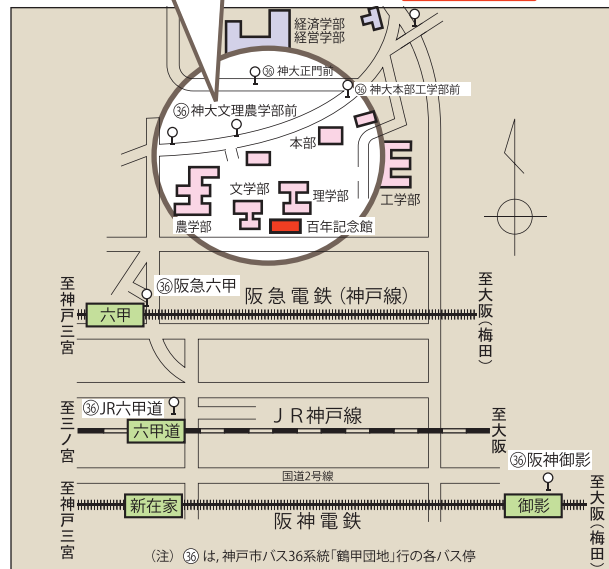 経済学部
経営学部
㊱神大正門前
㊱神大本部工学部前
㊱神大文理農学部前
本部
文学部
理学部
工学部
農学部
百年記念館
㊱阪急六甲
阪急電鉄(神戸線)
至神戸三宮
六甲
至大阪(梅田)
㊱JR六甲道
JR神戸線
至三ノ宮
六甲道
至大阪
国道2号線
㊱阪神御影
至神戸三宮
新在家
阪神電鉄
御影
至大阪(梅田)
(注) ㊱は,神戸市バス36系統「鶴甲団地」行の各バス停